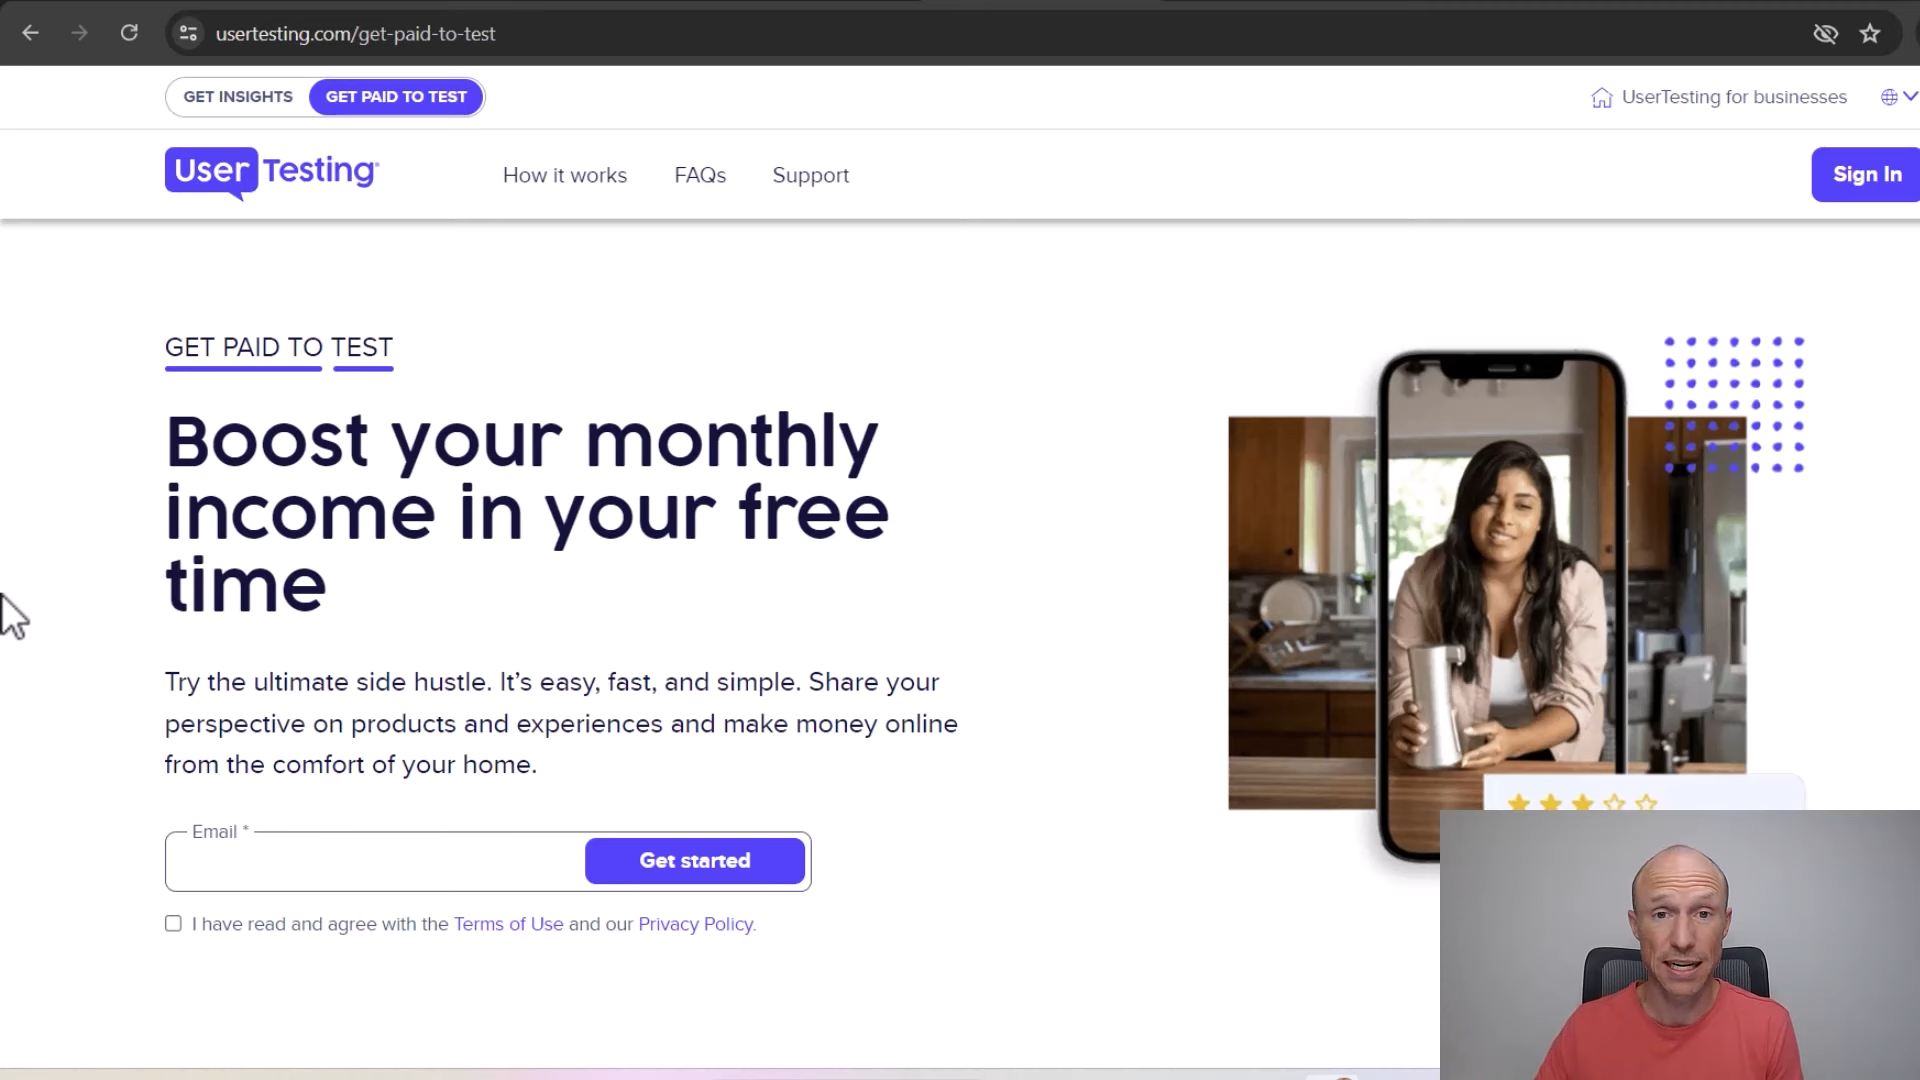 usertesting.com/get-paid-to-test
GET INSIGHTS
GET PAID TO TEST
UserTesting for businesses
User Testing
How it works
FAQs
Support
Sign In
GET PAID TO TEST
Boost your monthly
income in your free
time
Try the ultimate side hustle. It’s easy, fast, and simple. Share your
perspective on products and experiences and make money online
from the comfort of your home.
Email *
Get started
I have read and agree with the Terms of Use and our Privacy Policy.